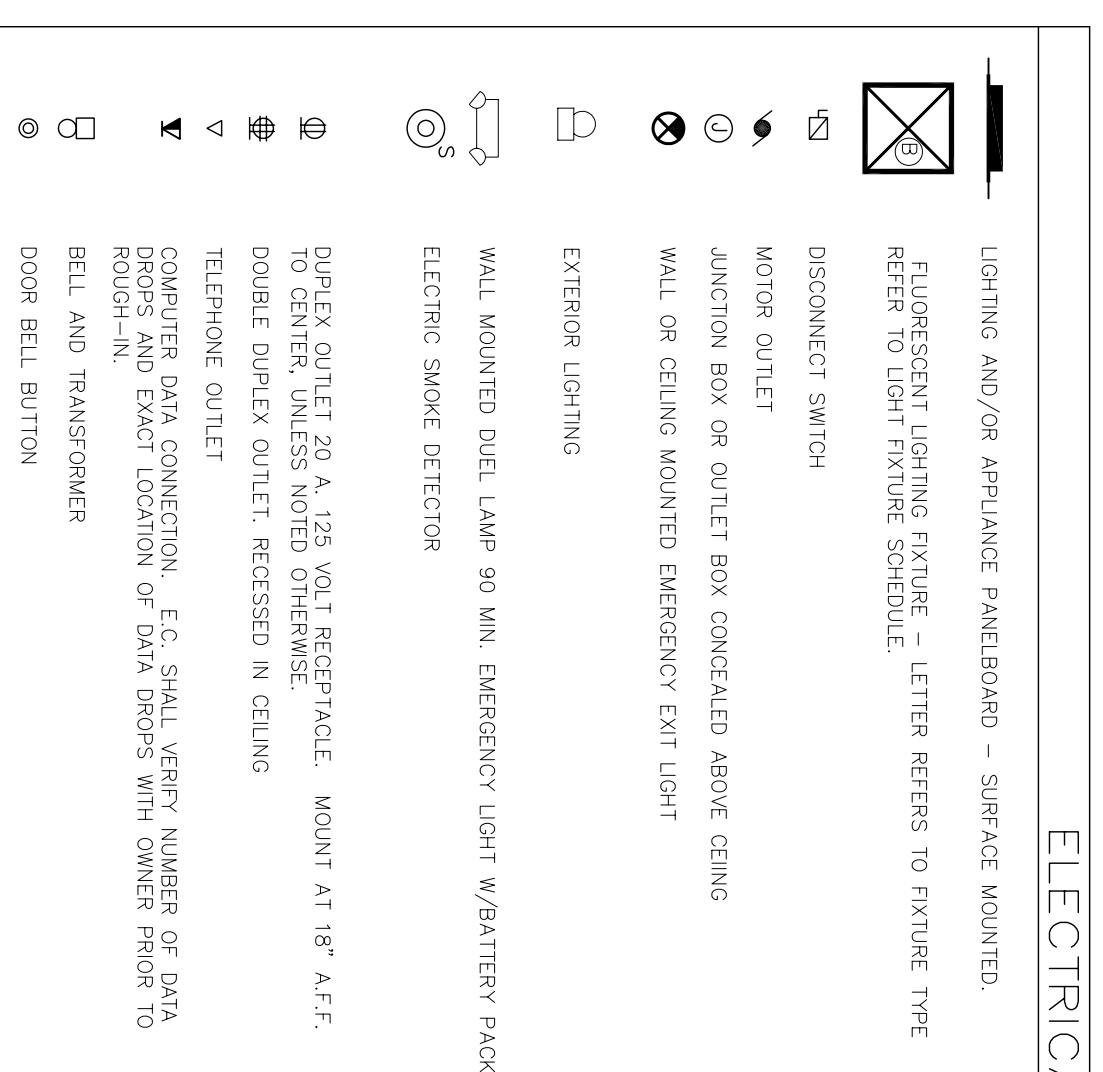 ELECTRICA
LIGHTING AND/OR APPLIANCE PANELBOARD – SURFACE MOUNTED.
B
FLUORESCENT LIGHTING FIXTURE – LETTER REFERS TO FIXTURE TYPE
REFER TO LIGHT FIXTURE SCHEDULE.
DISCONNECT SWITCH
MOTOR OUTLET
J
JUNCTION BOX OR OUTLET BOX CONCEALED ABOVE CEIING
WALL OR CEILING MOUNTED EMERGENCY EXIT LIGHT
EXTERIOR LIGHTING
WALL MOUNTED DUEL LAMP 90 MIN. EMERGENCY LIGHT W/BATTERY PACK
S
ELECTRIC SMOKE DETECTOR
DUPLEX OUTLET 20 A. 125 VOLT RECEPTACLE. MOUNT AT 18" A.F.F.
TO CENTER, UNLESS NOTED OTHERWISE.
DOUBLE DUPLEX OUTLET. RECESSED IN CEILING
TELEPHONE OUTLET
COMPUTER DATA CONNECTION. E.C. SHALL VERIFY NUMBER OF DATA
DROPS AND EXACT LOCATION OF DATA DROPS WITH OWNER PRIOR TO
ROUGH–IN.
BELL AND TRANSFORMER
DOOR BELL BUTTON